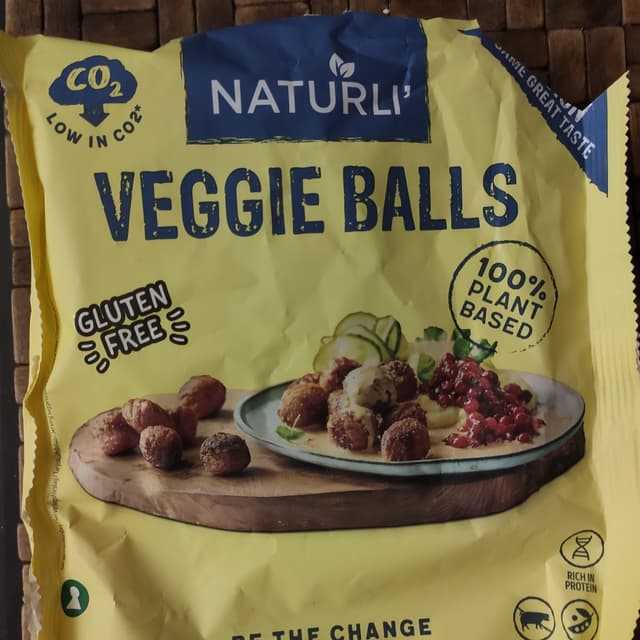 CO2
LOW IN CO2*
NATURLI'
SAME GREAT TASTE
VEGGIE BALLS
100%
PLANT
BASED
GLUTEN
FREE
RICH IN
PROTEIN
BE THE CHANGE